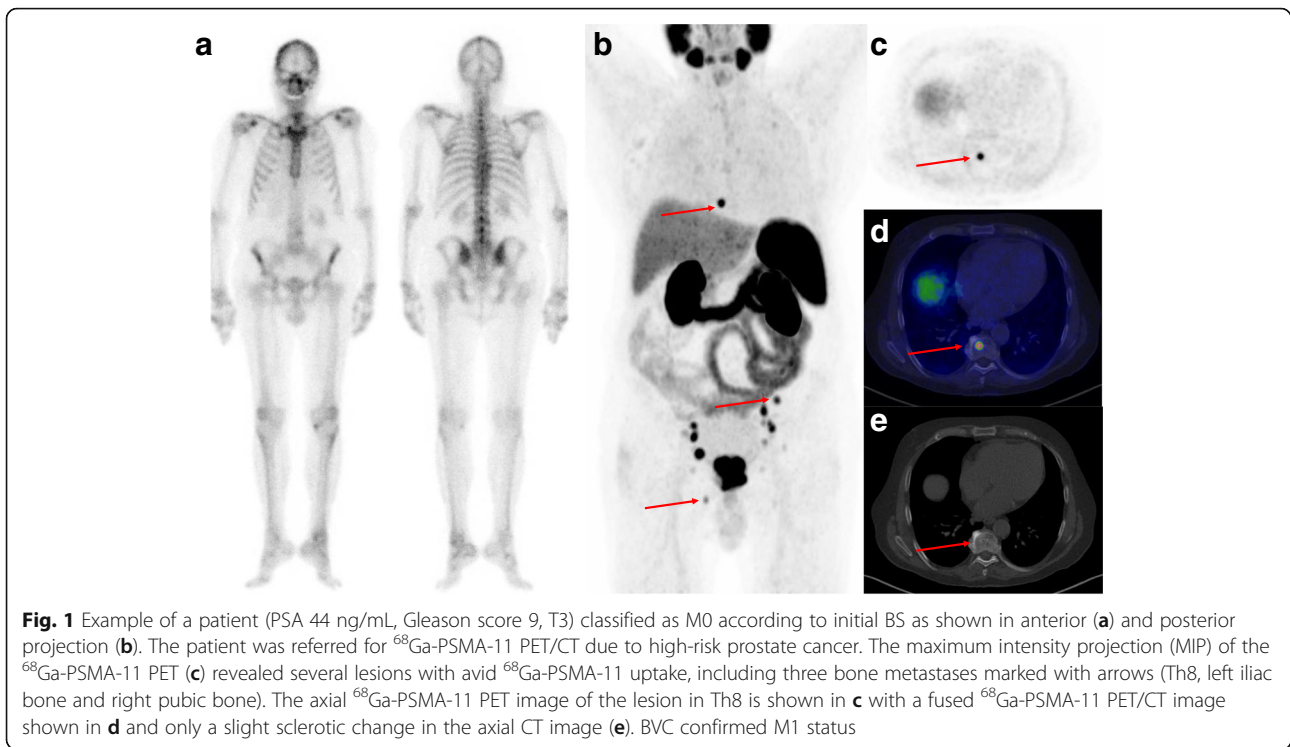 a
b
c
d
e
Fig. 1 Example of a patient (PSA 44 ng/mL, Gleason score 9, T3) classified as M0 according to initial BS as shown in anterior (a) and posterior
projection (b). The patient was referred for ⁶⁸Ga-PSMA-11 PET/CT due to high-risk prostate cancer. The maximum intensity projection (MIP) of the
⁶⁸Ga-PSMA-11 PET (c) revealed several lesions with avid ⁶⁸Ga-PSMA-11 uptake, including three bone metastases marked with arrows (Th8, left iliac
bone and right pubic bone). The axial ⁶⁸Ga-PSMA-11 PET image of the lesion in Th8 is shown in c with a fused ⁶⁸Ga-PSMA-11 PET/CT image
shown in d and only a slight sclerotic change in the axial CT image (e). BVC confirmed M1 status